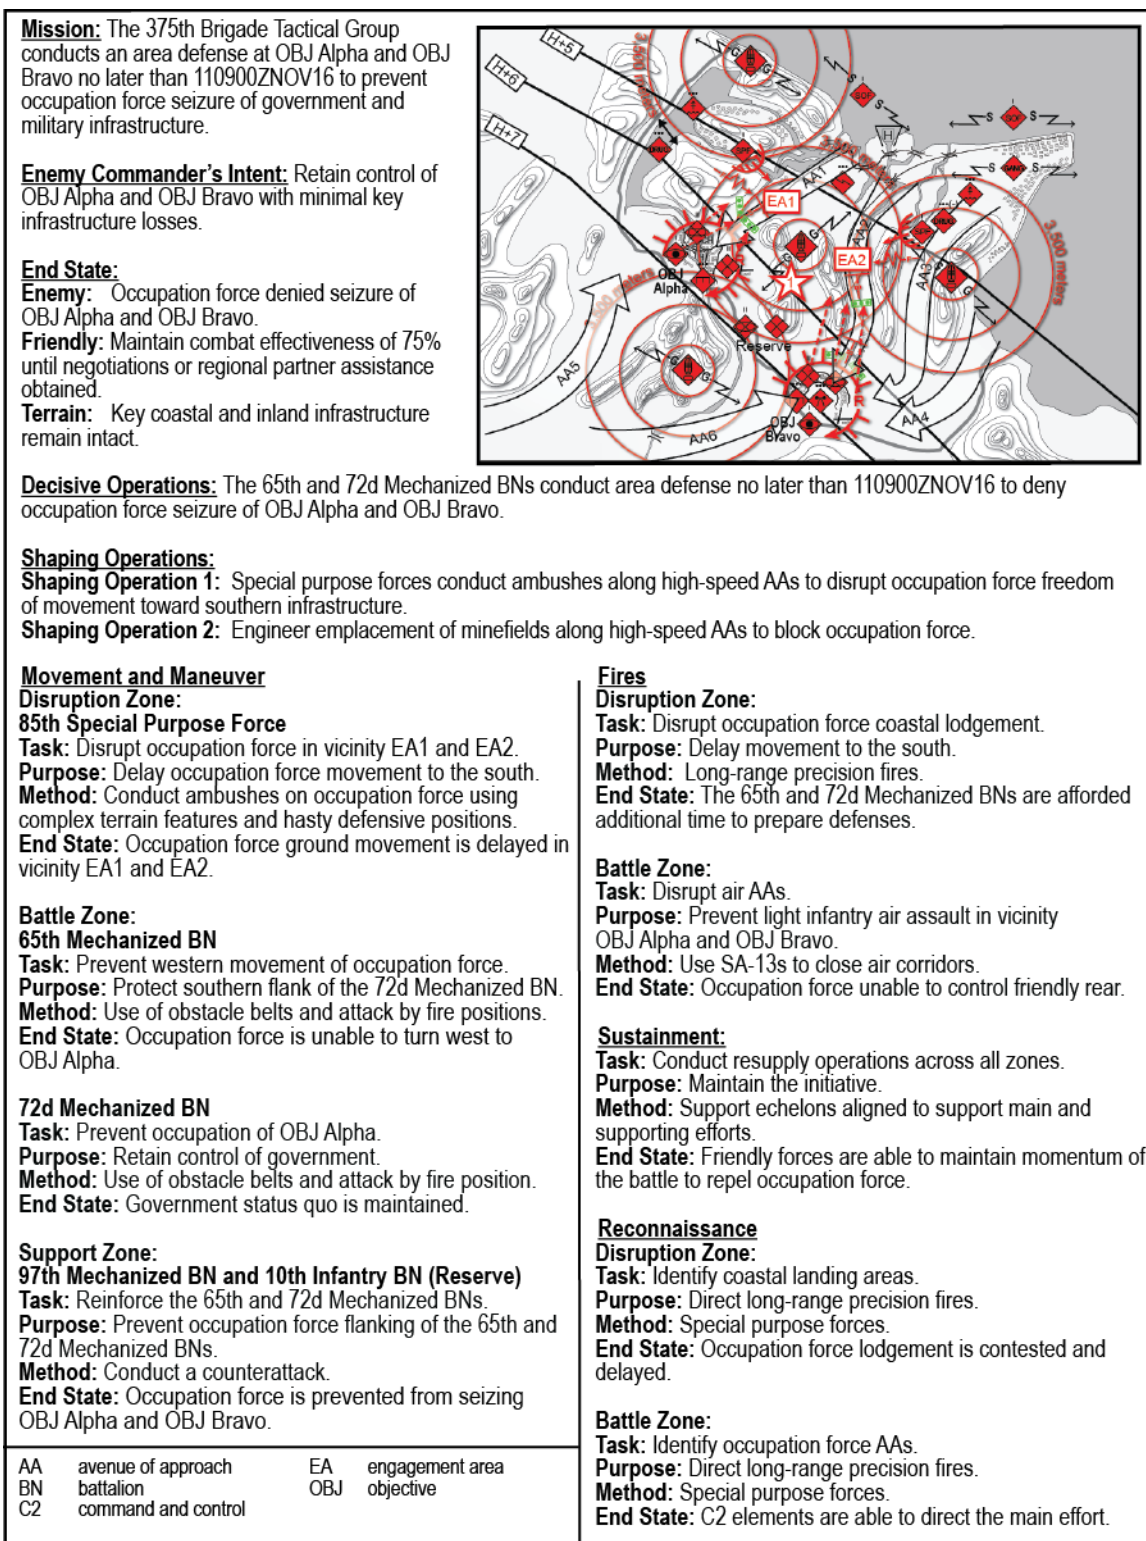 Mission: The 375th Brigade Tactical Group
conducts an area defense at OBJ Alpha and OBJ
Bravo no later than 110900ZNOV16 to prevent
occupation force seizure of government and
military infrastructure.
Enemy Commander's Intent: Retain control of
OBJ Alpha and OBJ Bravo with minimal key
infrastructure losses.
End State:
Enemy: Occupation force denied seizure of
OBJ Alpha and OBJ Bravo.
Friendly: Maintain combat effectiveness of 75%
until negotiations or regional partner assistance
obtained.
Terrain: Key coastal and inland infrastructure
remain intact.
H+5
H+6
H+7
3,500 meters
G
G
SOF
S
S
S
SOF
S
S
GANG
S
H
DRUG
SPF
AA1
EA1
3,500 meters
AA2
EA2
SPF
DRUG
AA3
G
G
G
G
3,500 meters
OBJ
Alpha
1
3,500 meters
Reserve
R
G
G
AA5
AA6
AA4
R
OBJ
Bravo
Decisive Operations: The 65th and 72d Mechanized BNs conduct area defense no later than 110900ZNOV16 to deny
occupation force seizure of OBJ Alpha and OBJ Bravo.
Shaping Operations:
Shaping Operation 1: Special purpose forces conduct ambushes along high-speed AAs to disrupt occupation force freedom
of movement toward southern infrastructure.
Shaping Operation 2: Engineer emplacement of minefields along high-speed AAs to block occupation force.
Movement and Maneuver
Disruption Zone:
85th Special Purpose Force
Task: Disrupt occupation force in vicinity EA1 and EA2.
Purpose: Delay occupation force movement to the south.
Method: Conduct ambushes on occupation force using
complex terrain features and hasty defensive positions.
End State: Occupation force ground movement is delayed in
vicinity EA1 and EA2.
Battle Zone:
65th Mechanized BN
Task: Prevent western movement of occupation force.
Purpose: Protect southern flank of the 72d Mechanized BN.
Method: Use of obstacle belts and attack by fire positions.
End State: Occupation force is unable to turn west to
OBJ Alpha.
72d Mechanized BN
Task: Prevent occupation of OBJ Alpha.
Purpose: Retain control of government.
Method: Use of obstacle belts and attack by fire position.
End State: Government status quo is maintained.
Support Zone:
97th Mechanized BN and 10th Infantry BN (Reserve)
Task: Reinforce the 65th and 72d Mechanized BNs.
Purpose: Prevent occupation force flanking of the 65th and
72d Mechanized BNs.
Method: Conduct a counterattack.
End State: Occupation force is prevented from seizing
OBJ Alpha and OBJ Bravo.
AA avenue of approach
BN battalion
C2 command and control
EA engagement area
OBJ objective
Fires
Disruption Zone:
Task: Disrupt occupation force coastal lodgement.
Purpose: Delay movement to the south.
Method: Long-range precision fires.
End State: The 65th and 72d Mechanized BNs are afforded
additional time to prepare defenses.
Battle Zone:
Task: Disrupt air AAs.
Purpose: Prevent light infantry air assault in vicinity
OBJ Alpha and OBJ Bravo.
Method: Use SA-13s to close air corridors.
End State: Occupation force unable to control friendly rear.
Sustainment:
Task: Conduct resupply operations across all zones.
Purpose: Maintain the initiative.
Method: Support echelons aligned to support main and
supporting efforts.
End State: Friendly forces are able to maintain momentum of
the battle to repel occupation force.
Reconnaissance
Disruption Zone:
Task: Identify coastal landing areas.
Purpose: Direct long-range precision fires.
Method: Special purpose forces.
End State: Occupation force lodgement is contested and
delayed.
Battle Zone:
Task: Identify occupation force AAs.
Purpose: Direct long-range precision fires.
Method: Special purpose forces.
End State: C2 elements are able to direct the main effort.